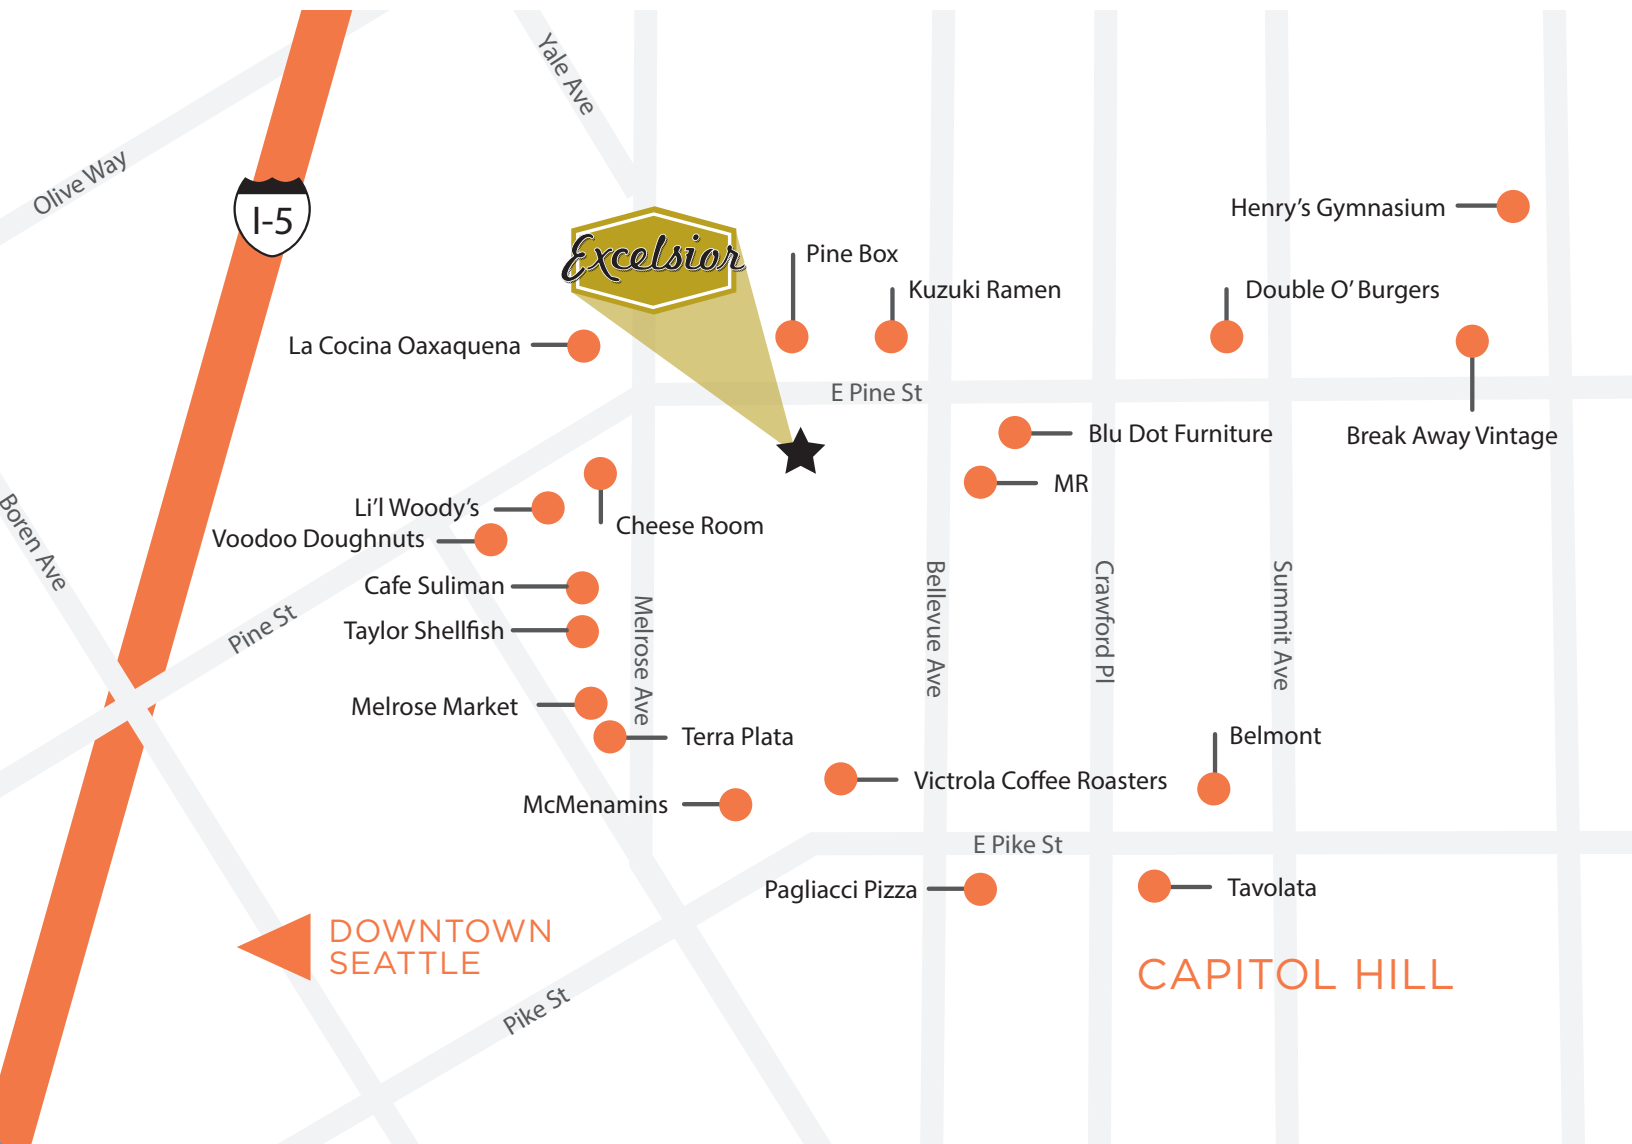 Yale Ave
Olive Way
I-5
Henry's Gymnasium
Excelsior
Pine Box
Kuzuki Ramen
Double O' Burgers
La Cocina Oaxaquena
E Pine St
Blu Dot Furniture
Break Away Vintage
MR
Li'l Woody's
Cheese Room
Voodoo Doughnuts
Boren Ave
Cafe Suliman
Pine St
Taylor Shellfish
Melrose Ave
Bellevue Ave
Crawford Pl
Summit Ave
Melrose Market
Terra Plata
Belmont
Victrola Coffee Roasters
McMenamins
E Pike St
Pagliacci Pizza
Tavolata
DOWNTOWN
SEATTLE
CAPITOL HILL
Pike St